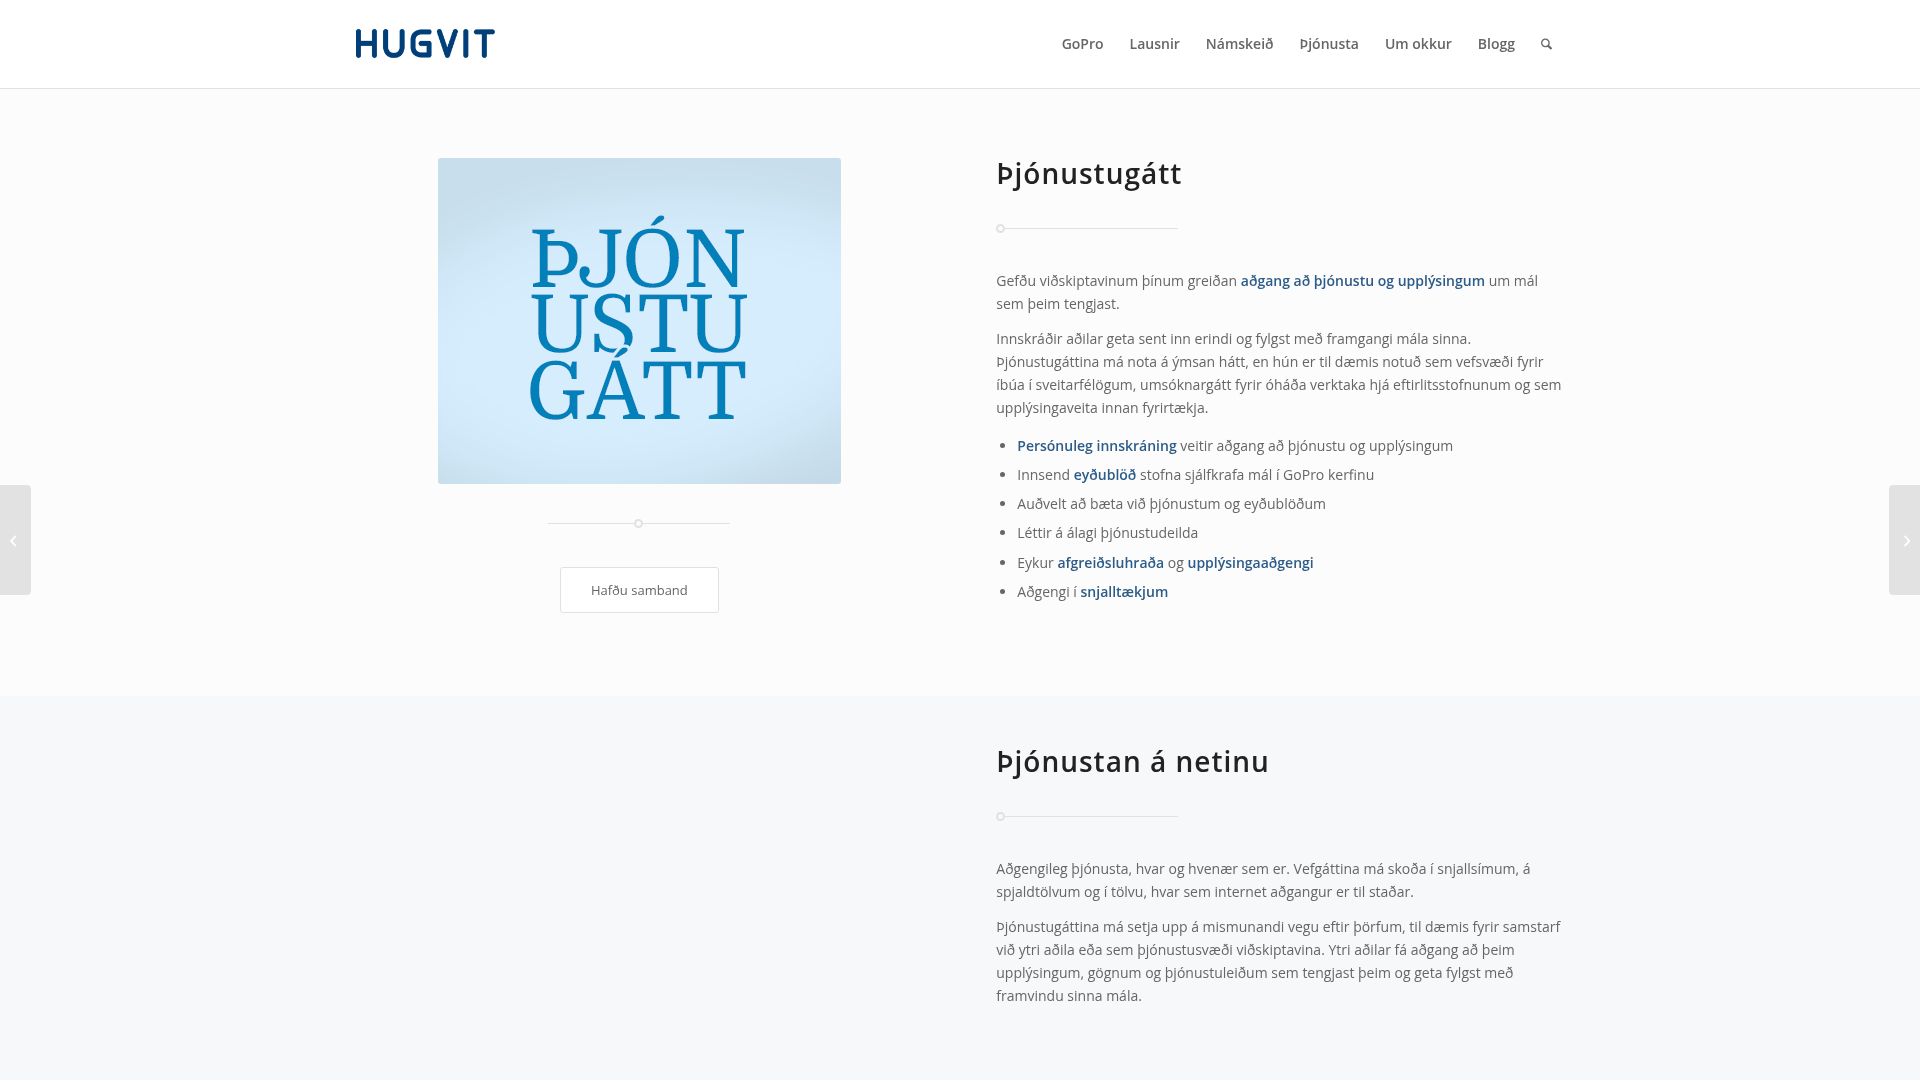 HUGVIT
GoPro
Lausnir
Námskeið
Þjónusta
Um okkur
Blogg
ÞJÓN
USTU
GÁTT
Hafðu samband
Þjónustugátt
Gefðu viðskiptavinum þínum greiðan aðgang að þjónustu og upplýsingum um mál
sem þeim tengjast.
Innskráðir aðilar geta sent inn erindi og fylgst með framgangi mála sinna.
Þjónustugáttina má nota á ýmsan hátt, en hún er til dæmis notuð sem vefsvæði fyrir
íbúa í sveitarfélögum, umsóknargátt fyrir óháða verktaka hjá eftirlitsstofnunum og sem
upplýsingaveita innan fyrirtækja.
Persónuleg innskráning veitir aðgang að þjónustu og upplýsingum
Innsend eyðublöð stofna sjálfkrafa mál í GoPro kerfinu
Auðvelt að bæta við þjónustum og eyðublöðum
Léttir á álagi þjónustudeilda
Eykur afgreiðsluhraða og upplýsingaaðgengi
Aðgengi í snjalltækjum
Þjónustan á netinu
Aðgengileg þjónusta, hvar og hvenær sem er. Vefgáttina má skoða í snjallsímum, á
spjaldtölvum og í tölvu, hvar sem internet aðgangur er til staðar.
Þjónustugáttina má setja upp á mismunandi vegu eftir þörfum, til dæmis fyrir samstarf
við ytri aðila eða sem þjónustusvæði viðskiptavina. Ytri aðilar fá aðgang að þeim
upplýsingum, gögnum og þjónustuleiðum sem tengjast þeim og geta fylgst með
framvindu sinna mála.